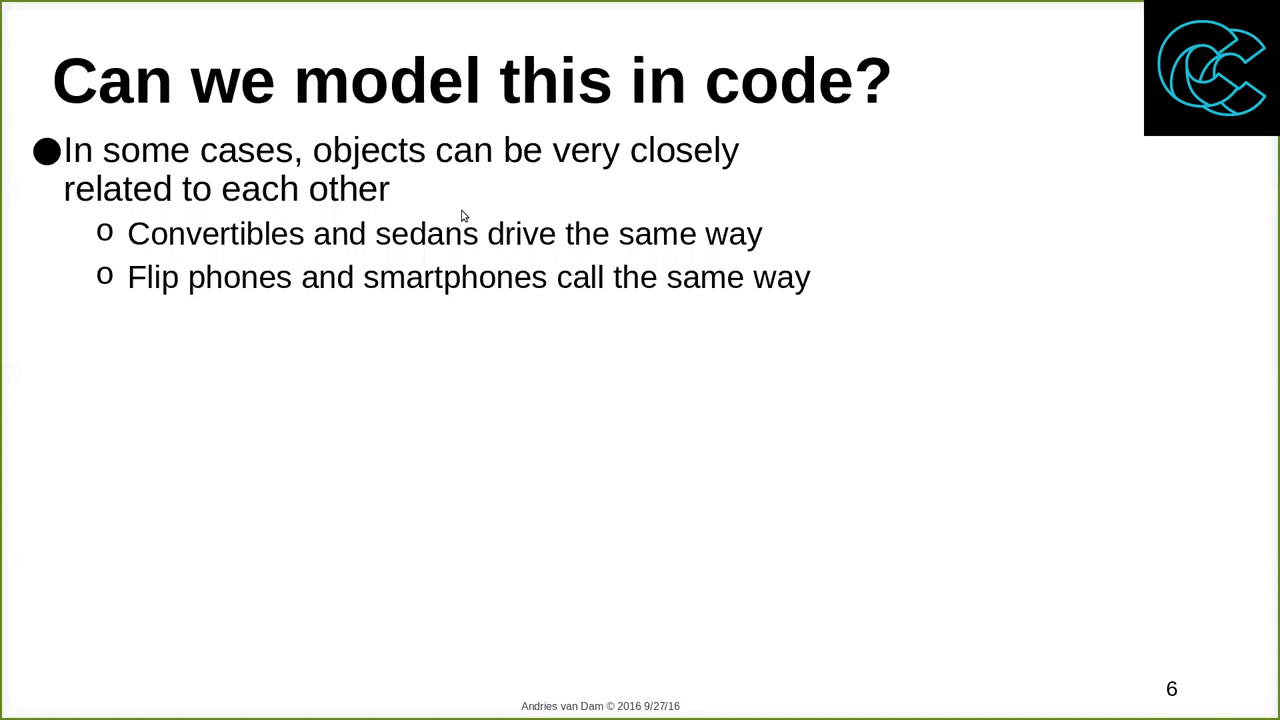 Can we model this in code?
●In some cases, objects can be very closely
related to each other
o Convertibles and sedans drive the same way
o Flip phones and smartphones call the same way
6
Andries van Dam © 2016 9/27/16